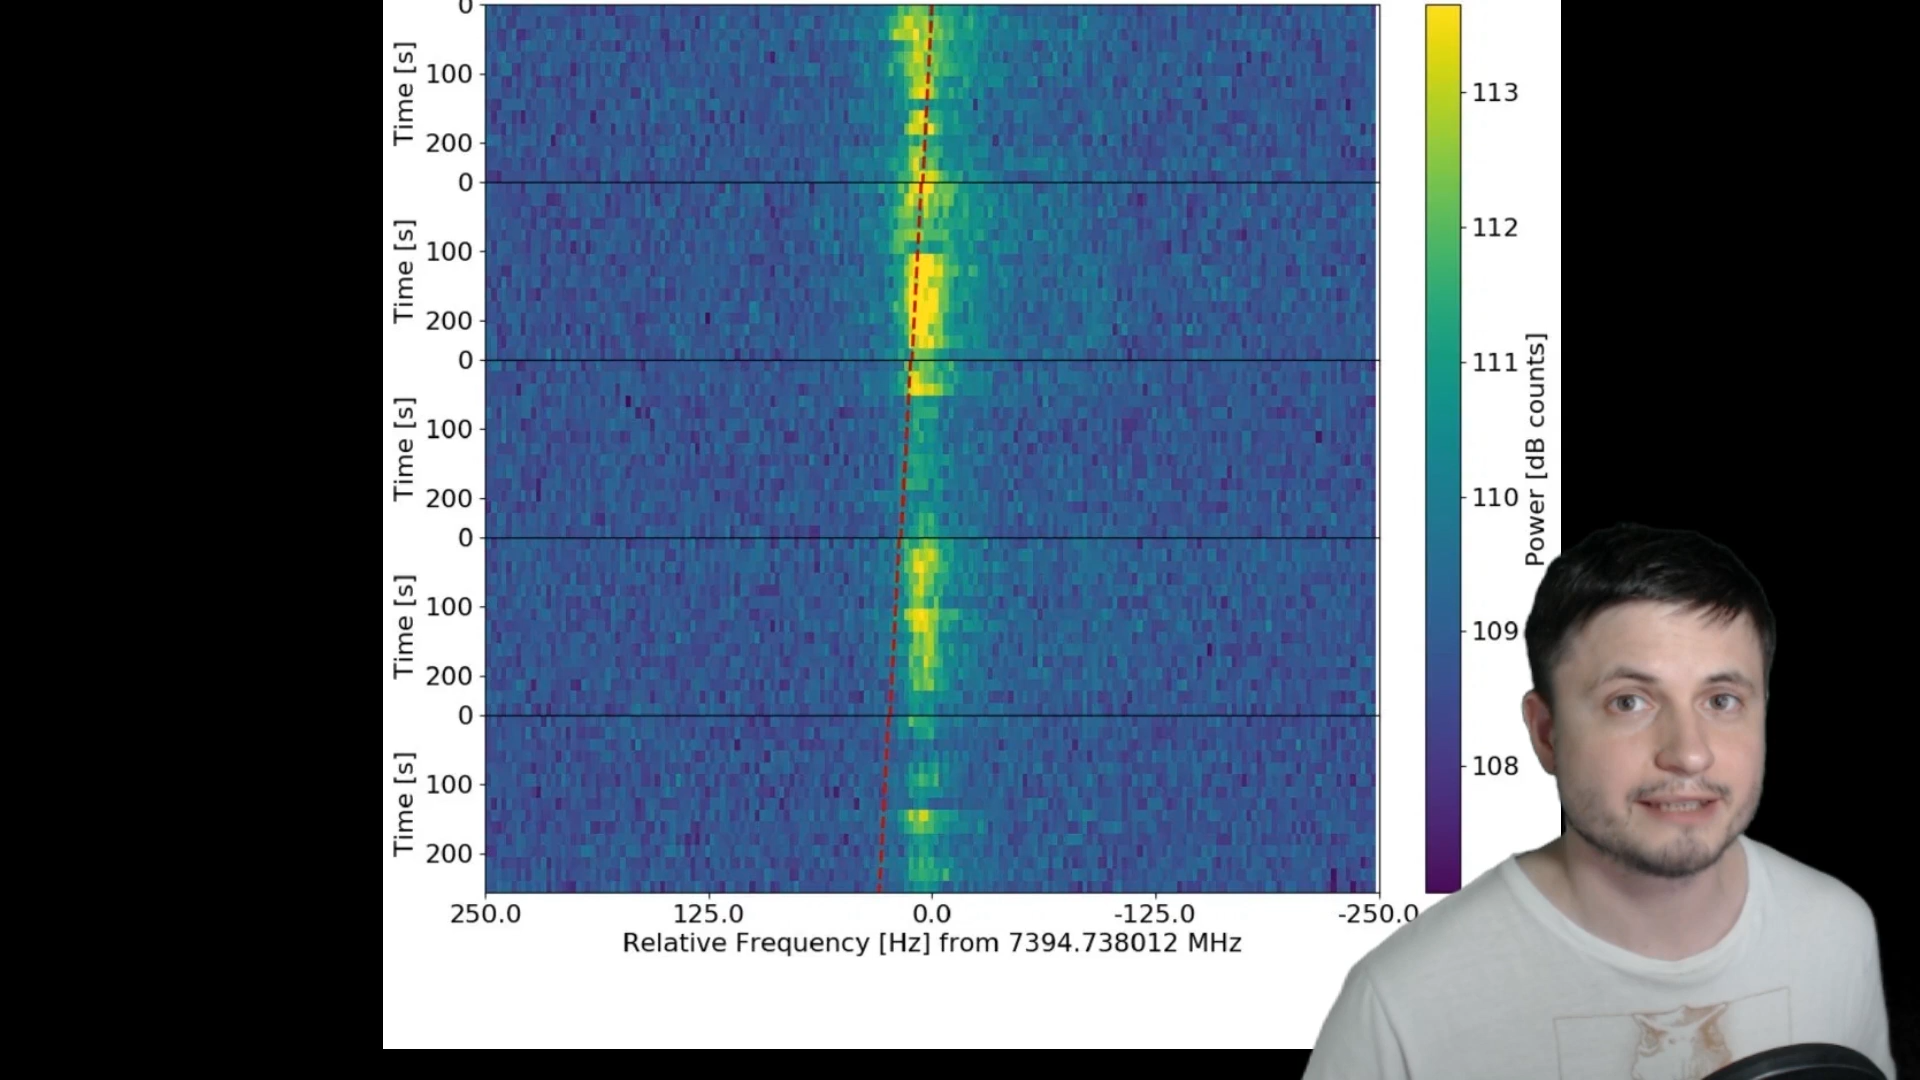 0
Time [s]
100
200
0
Time [s]
100
200
0
Time [s]
100
200
0
Time [s]
100
200
0
Time [s]
100
200
250.0 125.0 0.0 -125.0 -250.0
Relative Frequency [Hz] from 7394.738012 MHz
113
112
111
110
109
108
Power [dB counts]